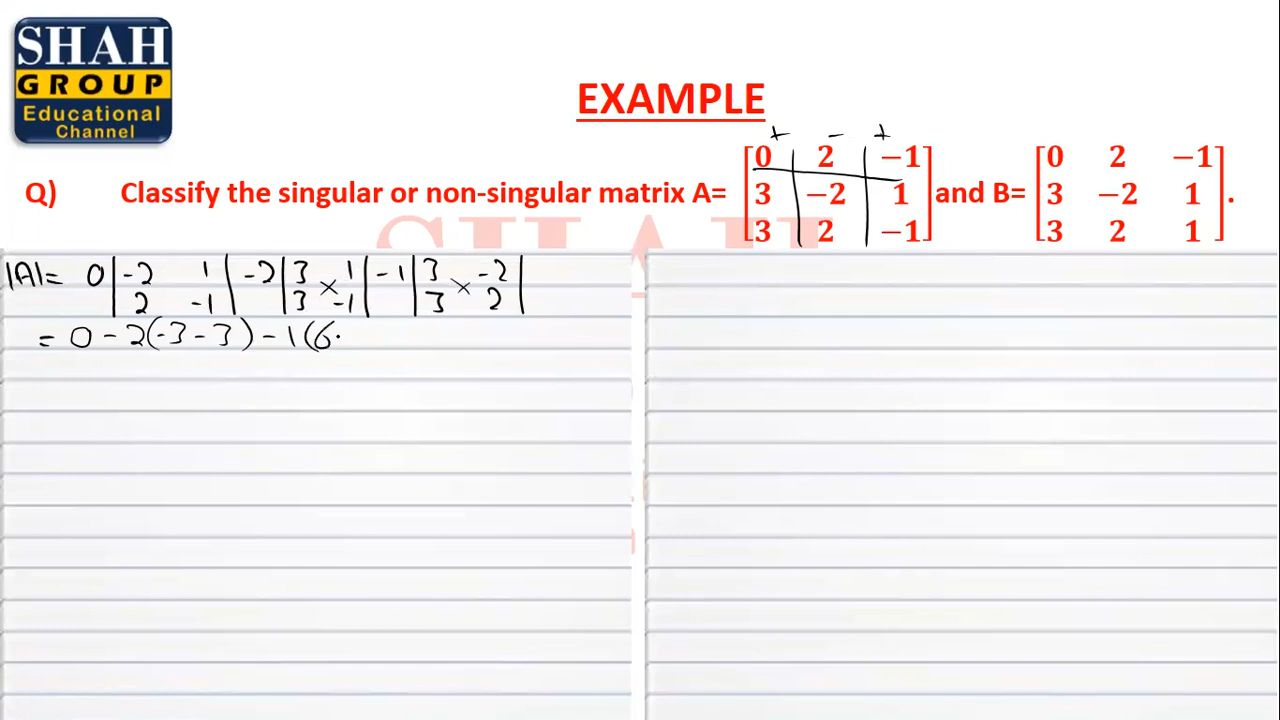 SHAH
GROUP
Educational
Channel
EXAMPLE
+ - +
Q) Classify the singular or non-singular matrix A= [0 2 −1] and B= [0 2 −1].
[3 −2 1] [3 −2 1]
[3 2 −1] [3 2 1]
SHAH
|A|= 0 |-2 1| -2 |3 1| -1 |3 -2|
|2 -1| |3 -1| |3 2|
= 0 - 2(-3 - 3) - 1(6-